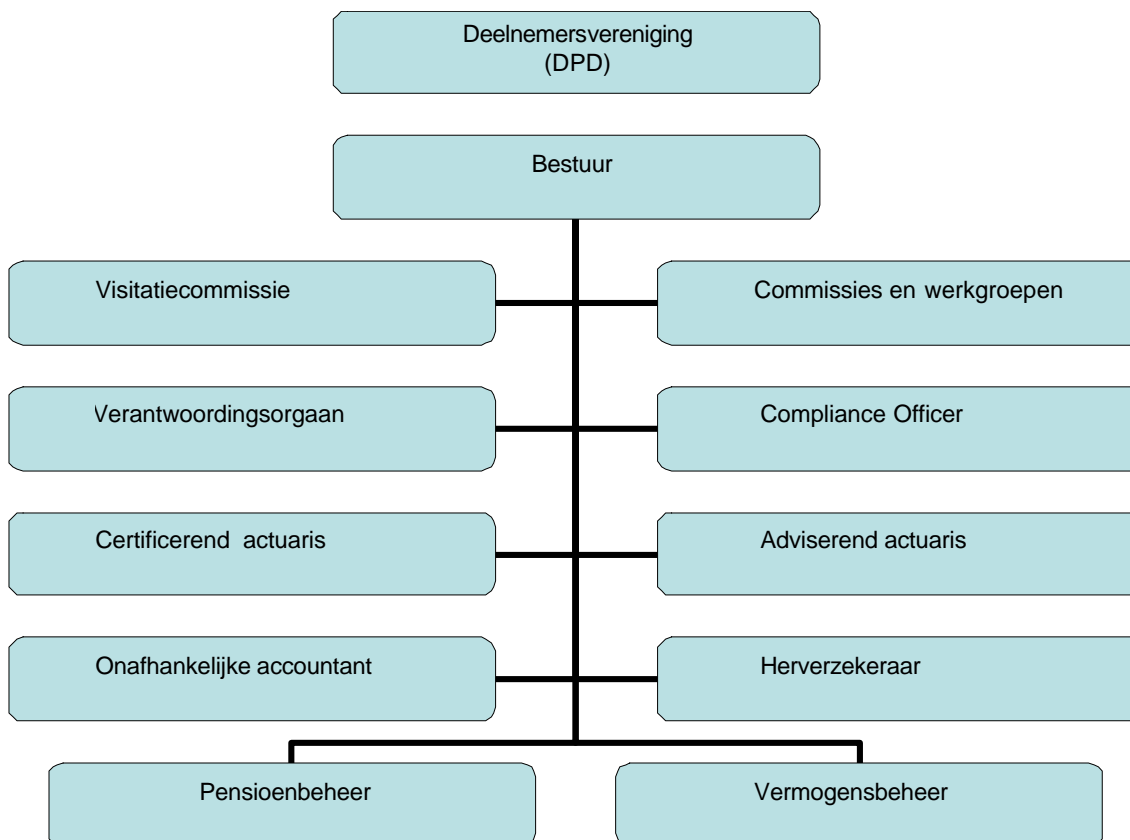 Deelnemersvereniging
(DPD)
Bestuur
Visitatiecommissie
Commissies en werkgroepen
Verantwoordingsorgaan
Compliance Officer
Certificerend actuaris
Adviserend actuaris
Onafhankelijke accountant
Herverzekeraar
Pensioenbeheer
Vermogensbeheer